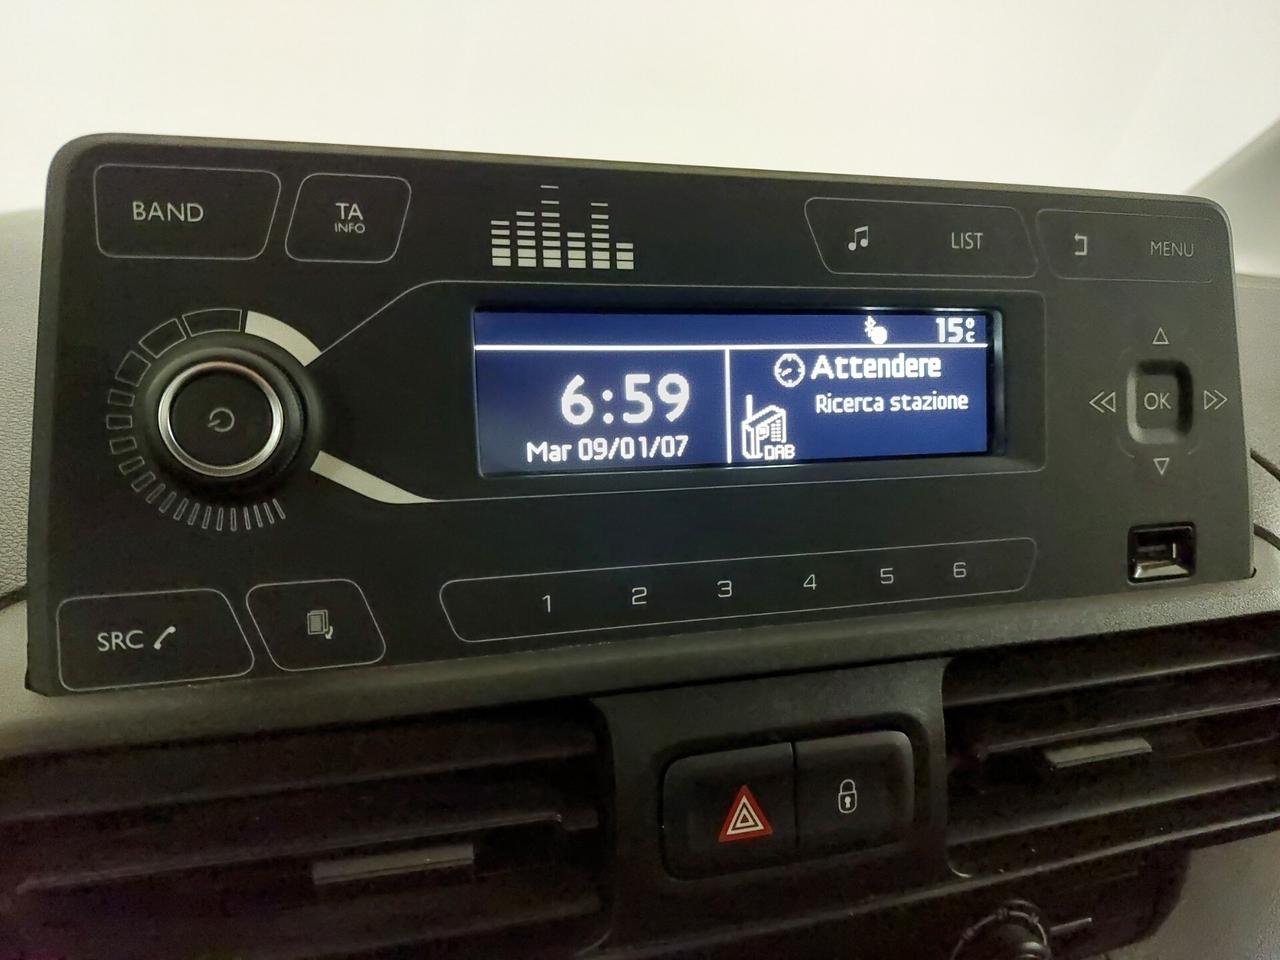 BAND
TA
INFO
LIST
MENU
15°C
6:59
Mar 09/01/07
Attendere
Ricerca stazione
DAB
OK
1 2 3 4 5 6
SRC